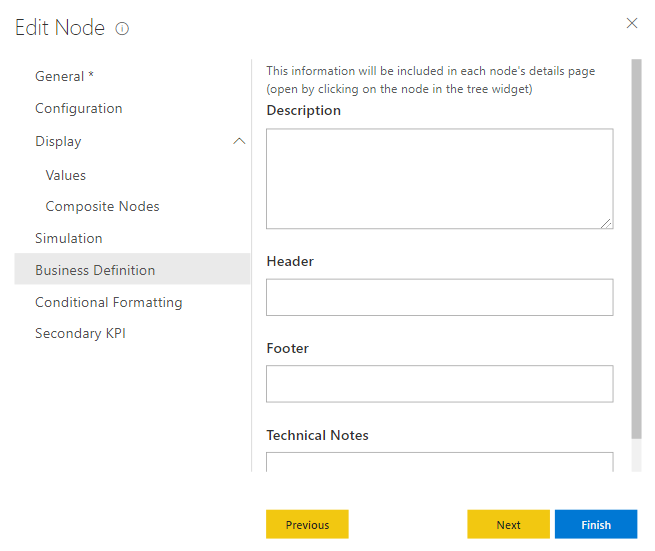 Edit Node
General *
Configuration
Display
Values
Composite Nodes
Simulation
Business Definition
Conditional Formatting
Secondary KPI
This information will be included in each node's details page
(open by clicking on the node in the tree widget)
Description
Header
Footer
Technical Notes
Previous
Next
Finish